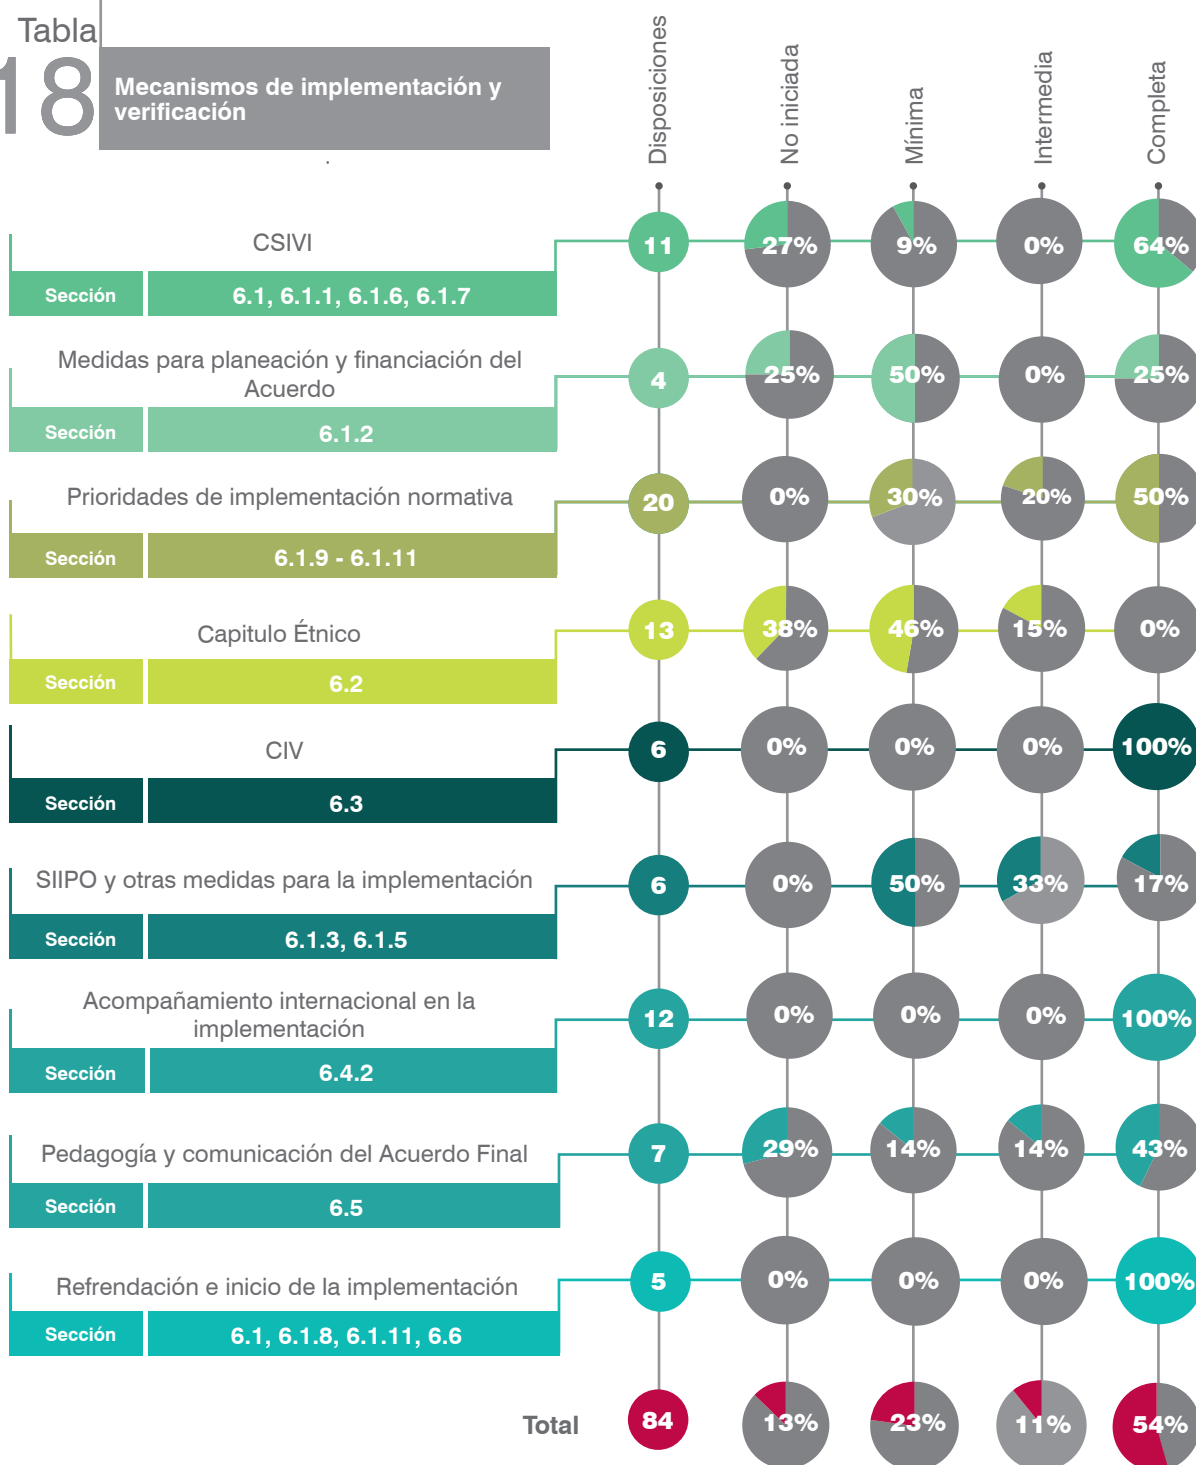 Tabla
18
Mecanismos de implementación y
verificación
Disposiciones
No iniciada
Mínima
Intermedia
Completa
CSIVI
Sección 6.1, 6.1.1, 6.1.6, 6.1.7
11 27% 9% 0% 64%
Medidas para planeación y financiación del
Acuerdo
Sección 6.1.2
4 25% 50% 0% 25%
Prioridades de implementación normativa
Sección 6.1.9 - 6.1.11
20 0% 30% 20% 50%
Capitulo Étnico
Sección 6.2
13 38% 46% 15% 0%
CIV
Sección 6.3
6 0% 0% 0% 100%
SIIPO y otras medidas para la implementación
Sección 6.1.3, 6.1.5
6 0% 50% 33% 17%
Acompañamiento internacional en la
implementación
Sección 6.4.2
12 0% 0% 0% 100%
Pedagogía y comunicación del Acuerdo Final
Sección 6.5
7 29% 14% 14% 43%
Refrendación e inicio de la implementación
Sección 6.1, 6.1.8, 6.1.11, 6.6
5 0% 0% 0% 100%
Total 84 13% 23% 11% 54%